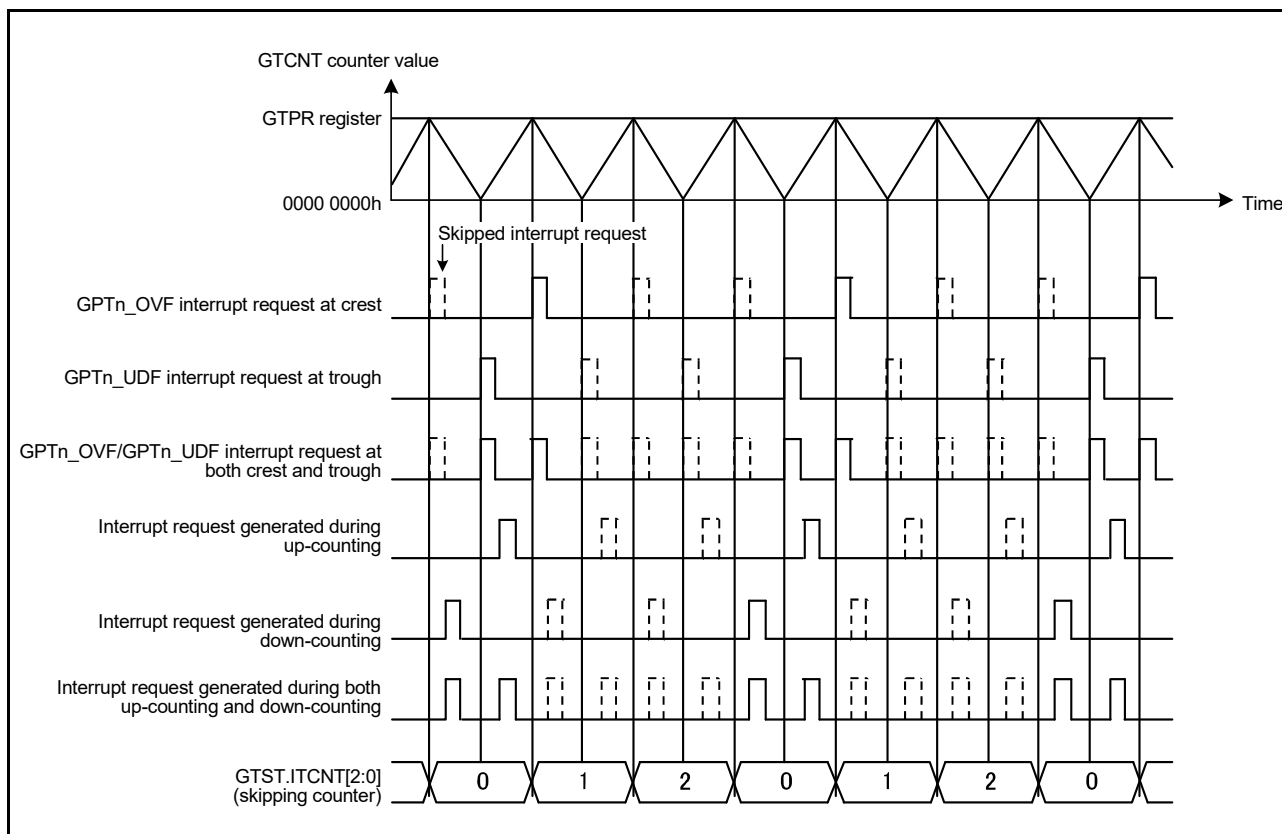 GTCNT counter value
GTPR register
0000 0000h
Time
Skipped interrupt request
GPTn_OVF interrupt request at crest
GPTn_UDF interrupt request at trough
GPTn_OVF/GPTn_UDF interrupt request at
both crest and trough
Interrupt request generated during
up-counting
Interrupt request generated during
down-counting
Interrupt request generated during both
up-counting and down-counting
GTST.ITCNT[2:0]
(skipping counter)
0 1 2 0 1 2 0